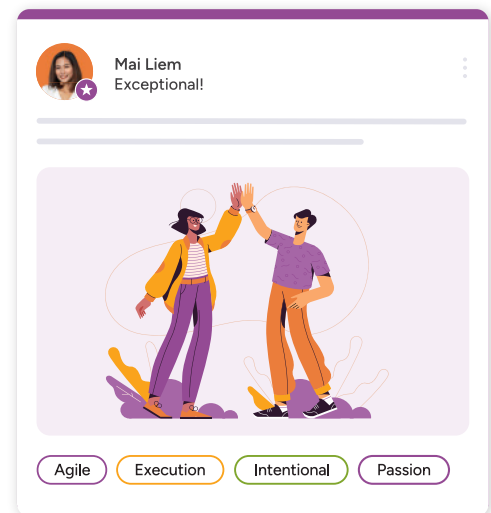 Mai Liem
Exceptional!
Agile
Execution
Intentional
Passion